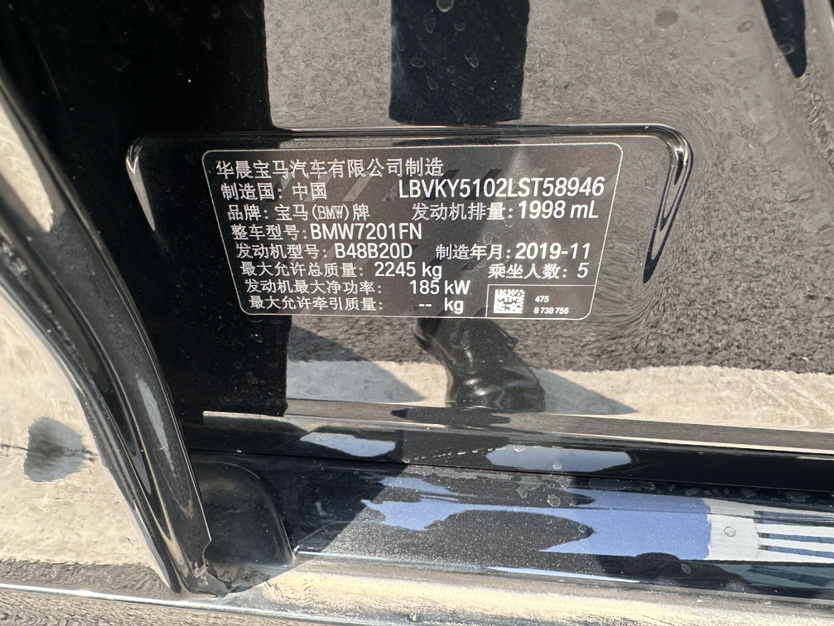 华晨宝马汽车有限公司制造
制造国: 中国 LBVKY5102LST58946
品牌: 宝马(BMW)牌 发动机排量: 1998 mL
整车型号: BMW7201FN
发动机型号: B48B20D 制造年月: 2019-11
最大允许总质量: 2245 kg 乘坐人数: 5
发动机最大净功率: 185 kW
最大允许牵引质量: -- kg
475
8 738 756